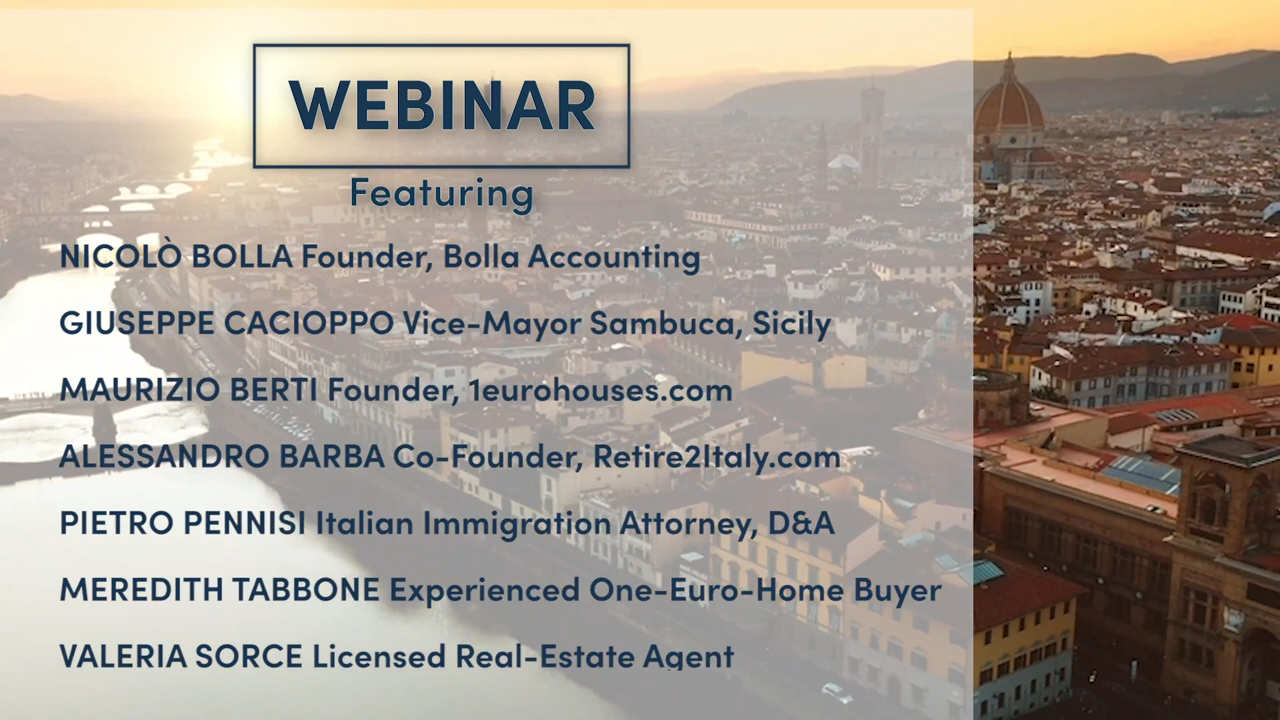 WEBINAR
Featuring
NICOLÒ BOLLA Founder, Bolla Accounting
GIUSEPPE CACIOPPO Vice-Mayor Sambuca, Sicily
MAURIZIO BERTI Founder, 1eurohouses.com
ALESSANDRO BARBA Co-Founder, Retire2Italy.com
PIETRO PENNISI Italian Immigration Attorney, D&A
MEREDITH TABBONE Experienced One-Euro-Home Buyer
VALERIA SORCE Licensed Real-Estate Agent